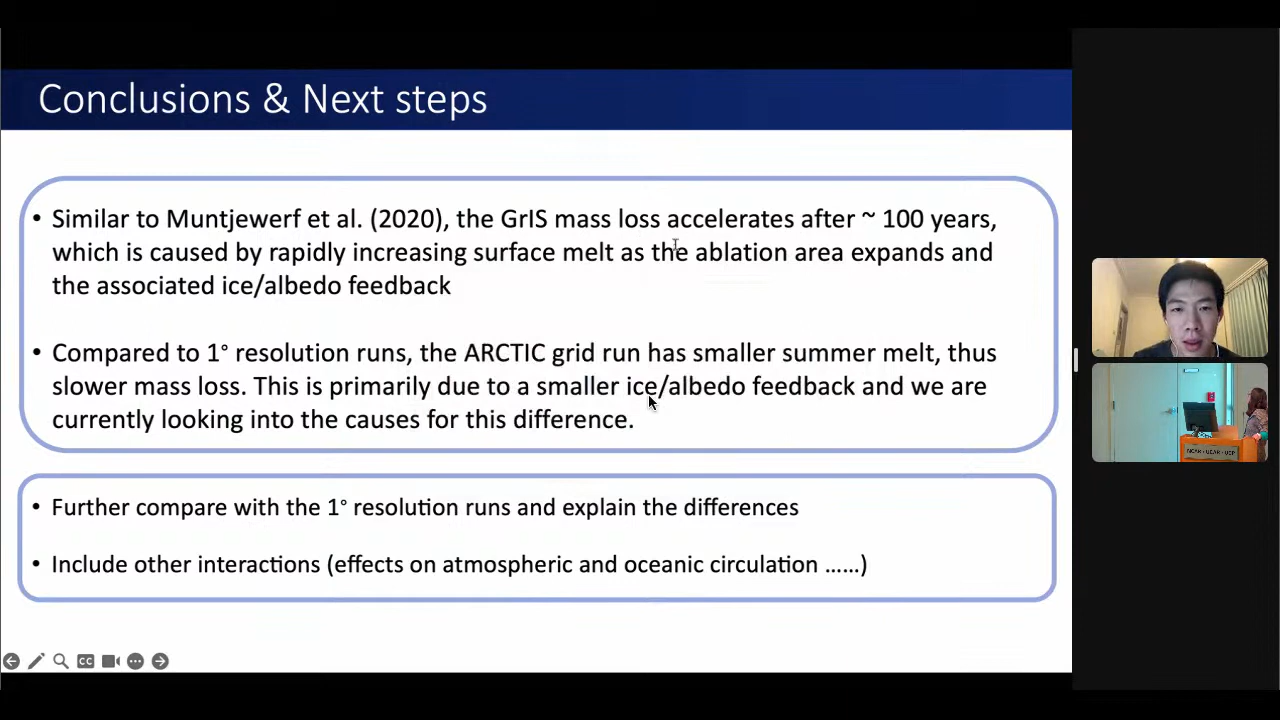 Conclusions & Next steps
• Similar to Muntjewerf et al. (2020), the GrIS mass loss accelerates after ~ 100 years,
which is caused by rapidly increasing surface melt as the ablation area expands and
the associated ice/albedo feedback
• Compared to 1° resolution runs, the ARCTIC grid run has smaller summer melt, thus
slower mass loss. This is primarily due to a smaller ice/albedo feedback and we are
currently looking into the causes for this difference.
• Further compare with the 1° resolution runs and explain the differences
• Include other interactions (effects on atmospheric and oceanic circulation ......)
CC
NCAR • UCAR • UCP